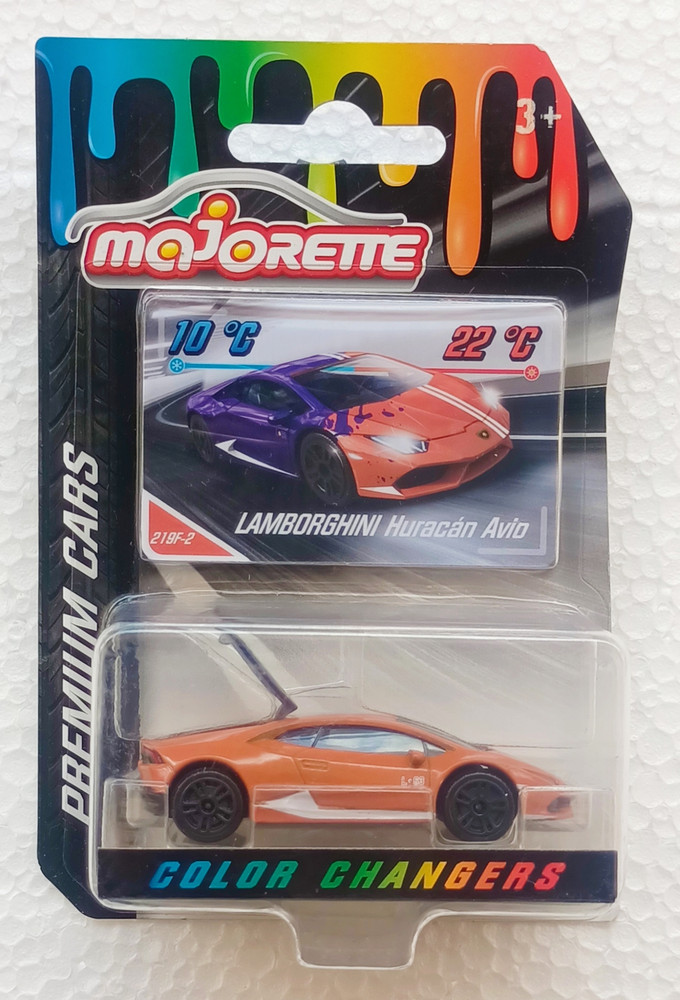 3+
majorette
10 °C
22 °C
219F-2
LAMBORGHINI Huracán Avio
PREMIUM CARS
COLOR CHANGERS